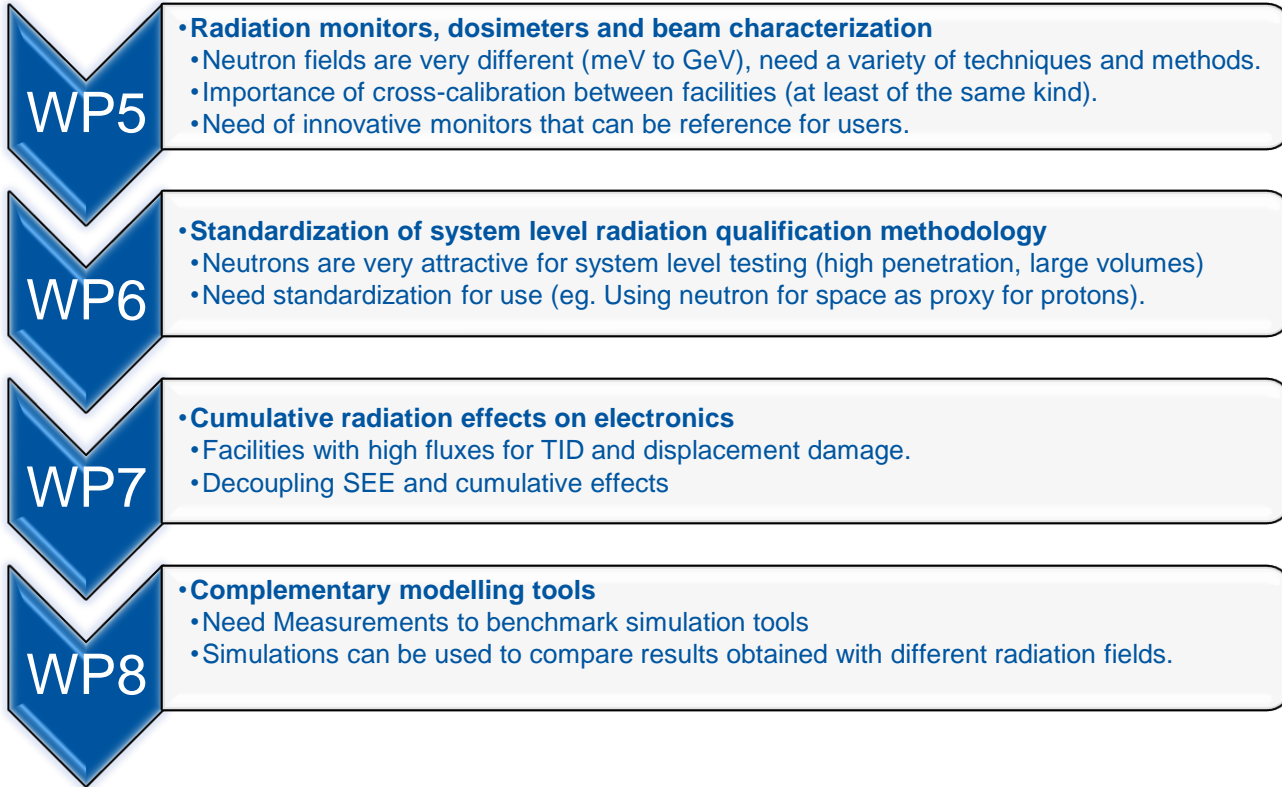 WP5
•Radiation monitors, dosimeters and beam characterization
•Neutron fields are very different (meV to GeV), need a variety of techniques and methods.
•Importance of cross-calibration between facilities (at least of the same kind).
•Need of innovative monitors that can be reference for users.
WP6
•Standardization of system level radiation qualification methodology
•Neutrons are very attractive for system level testing (high penetration, large volumes)
•Need standardization for use (eg. Using neutron for space as proxy for protons).
WP7
•Cumulative radiation effects on electronics
•Facilities with high fluxes for TID and displacement damage.
•Decoupling SEE and cumulative effects
WP8
•Complementary modelling tools
•Need Measurements to benchmark simulation tools
•Simulations can be used to compare results obtained with different radiation fields.